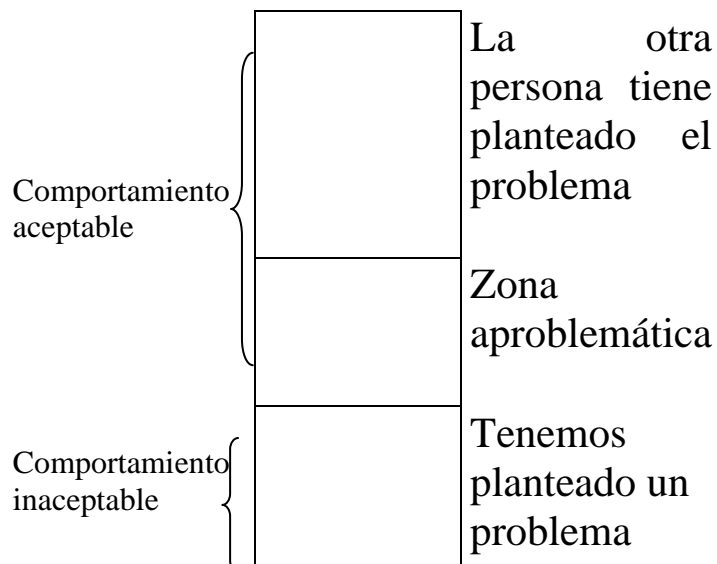 La otra
persona tiene
planteado el
problema
Comportamiento
aceptable
Zona
aproblemática
Tenemos
planteado un
problema
Comportamiento
inaceptable